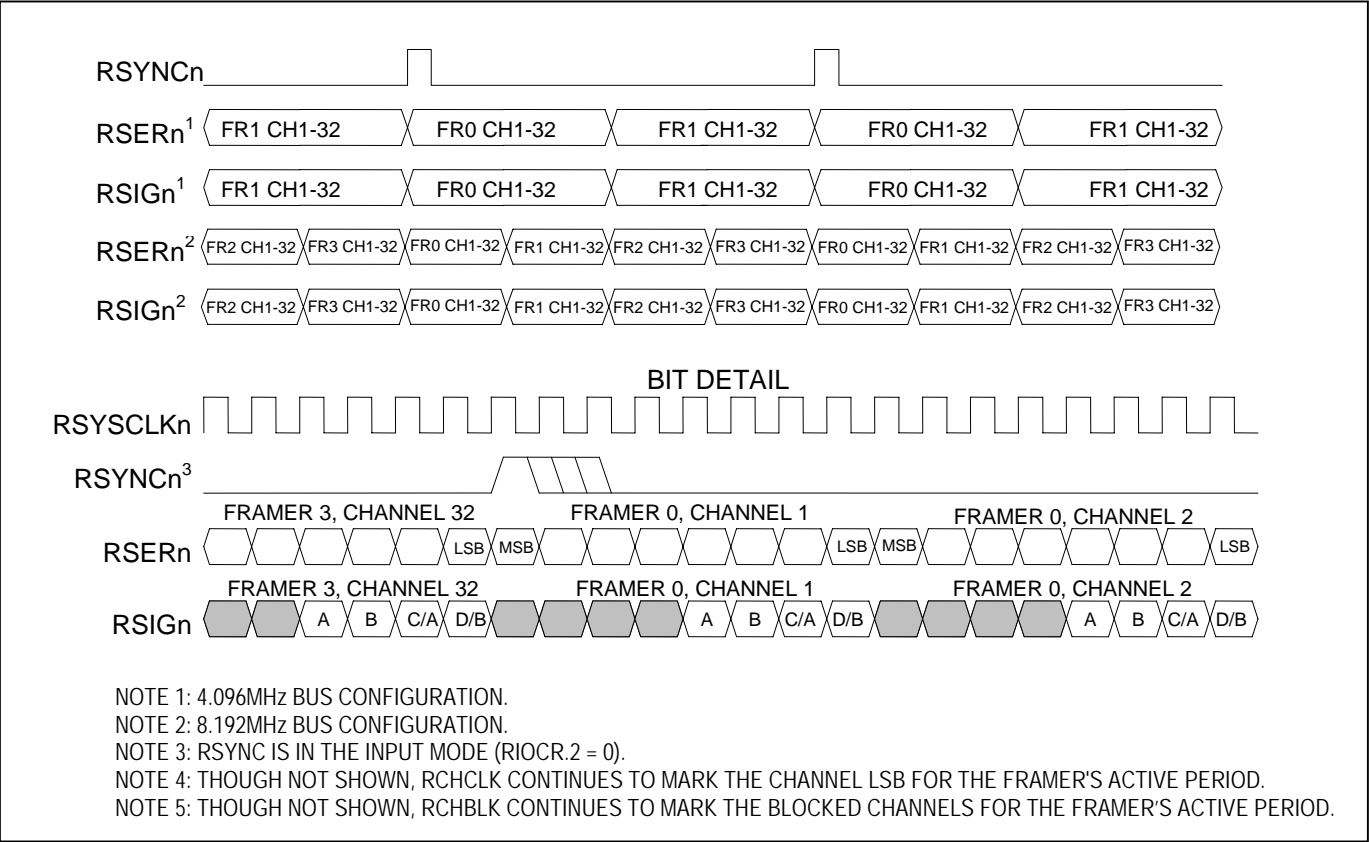 RSYNCn
RSERn¹ FR1 CH1-32 FR0 CH1-32 FR1 CH1-32 FR0 CH1-32 FR1 CH1-32
RSIGn¹ FR1 CH1-32 FR0 CH1-32 FR1 CH1-32 FR0 CH1-32 FR1 CH1-32
RSERn² FR2 CH1-32 FR3 CH1-32 FR0 CH1-32 FR1 CH1-32 FR2 CH1-32 FR3 CH1-32 FR0 CH1-32 FR1 CH1-32 FR2 CH1-32 FR3 CH1-32
RSIGn² FR2 CH1-32 FR3 CH1-32 FR0 CH1-32 FR1 CH1-32 FR2 CH1-32 FR3 CH1-32 FR0 CH1-32 FR1 CH1-32 FR2 CH1-32 FR3 CH1-32
BIT DETAIL
RSYSCLKn
RSYNCn³
FRAMER 3, CHANNEL 32 FRAMER 0, CHANNEL 1 FRAMER 0, CHANNEL 2
RSERn LSB MSB LSB MSB LSB
FRAMER 3, CHANNEL 32 FRAMER 0, CHANNEL 1 FRAMER 0, CHANNEL 2
RSIGn A B C/A D/B A B C/A D/B A B C/A D/B
NOTE 1: 4.096MHz BUS CONFIGURATION.
NOTE 2: 8.192MHz BUS CONFIGURATION.
NOTE 3: RSYNC IS IN THE INPUT MODE (RIOCR.2 = 0).
NOTE 4: THOUGH NOT SHOWN, RCHCLK CONTINUES TO MARK THE CHANNEL LSB FOR THE FRAMER'S ACTIVE PERIOD.
NOTE 5: THOUGH NOT SHOWN, RCHBLK CONTINUES TO MARK THE BLOCKED CHANNELS FOR THE FRAMER’S ACTIVE PERIOD.